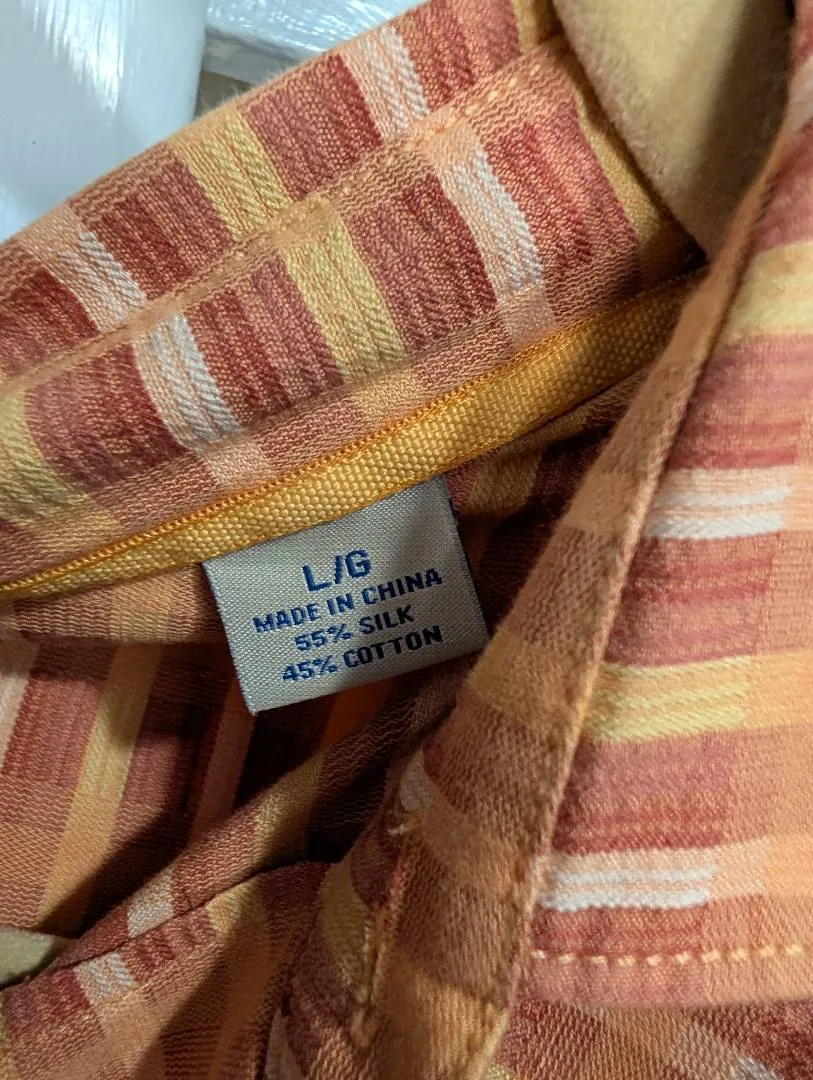 L/G
MADE IN CHINA
55% SILK
45% COTTON